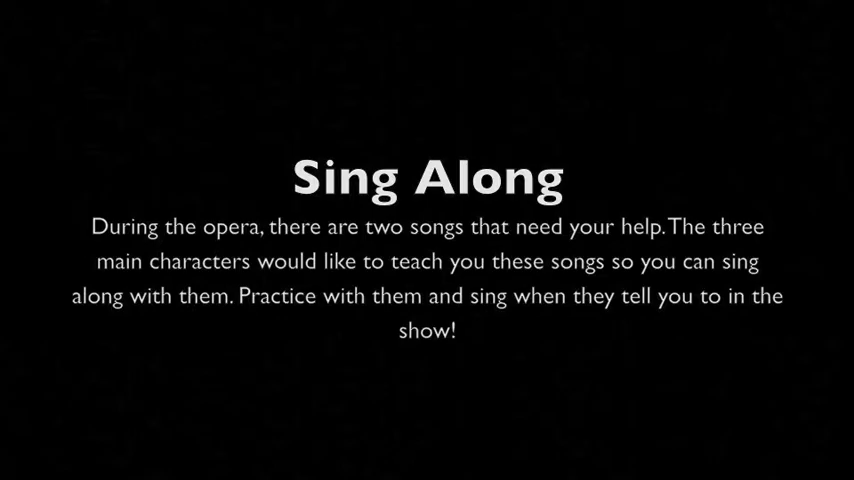 Sing Along
During the opera, there are two songs that need your help. The three
main characters would like to teach you these songs so you can sing
along with them. Practice with them and sing when they tell you to in the
show!